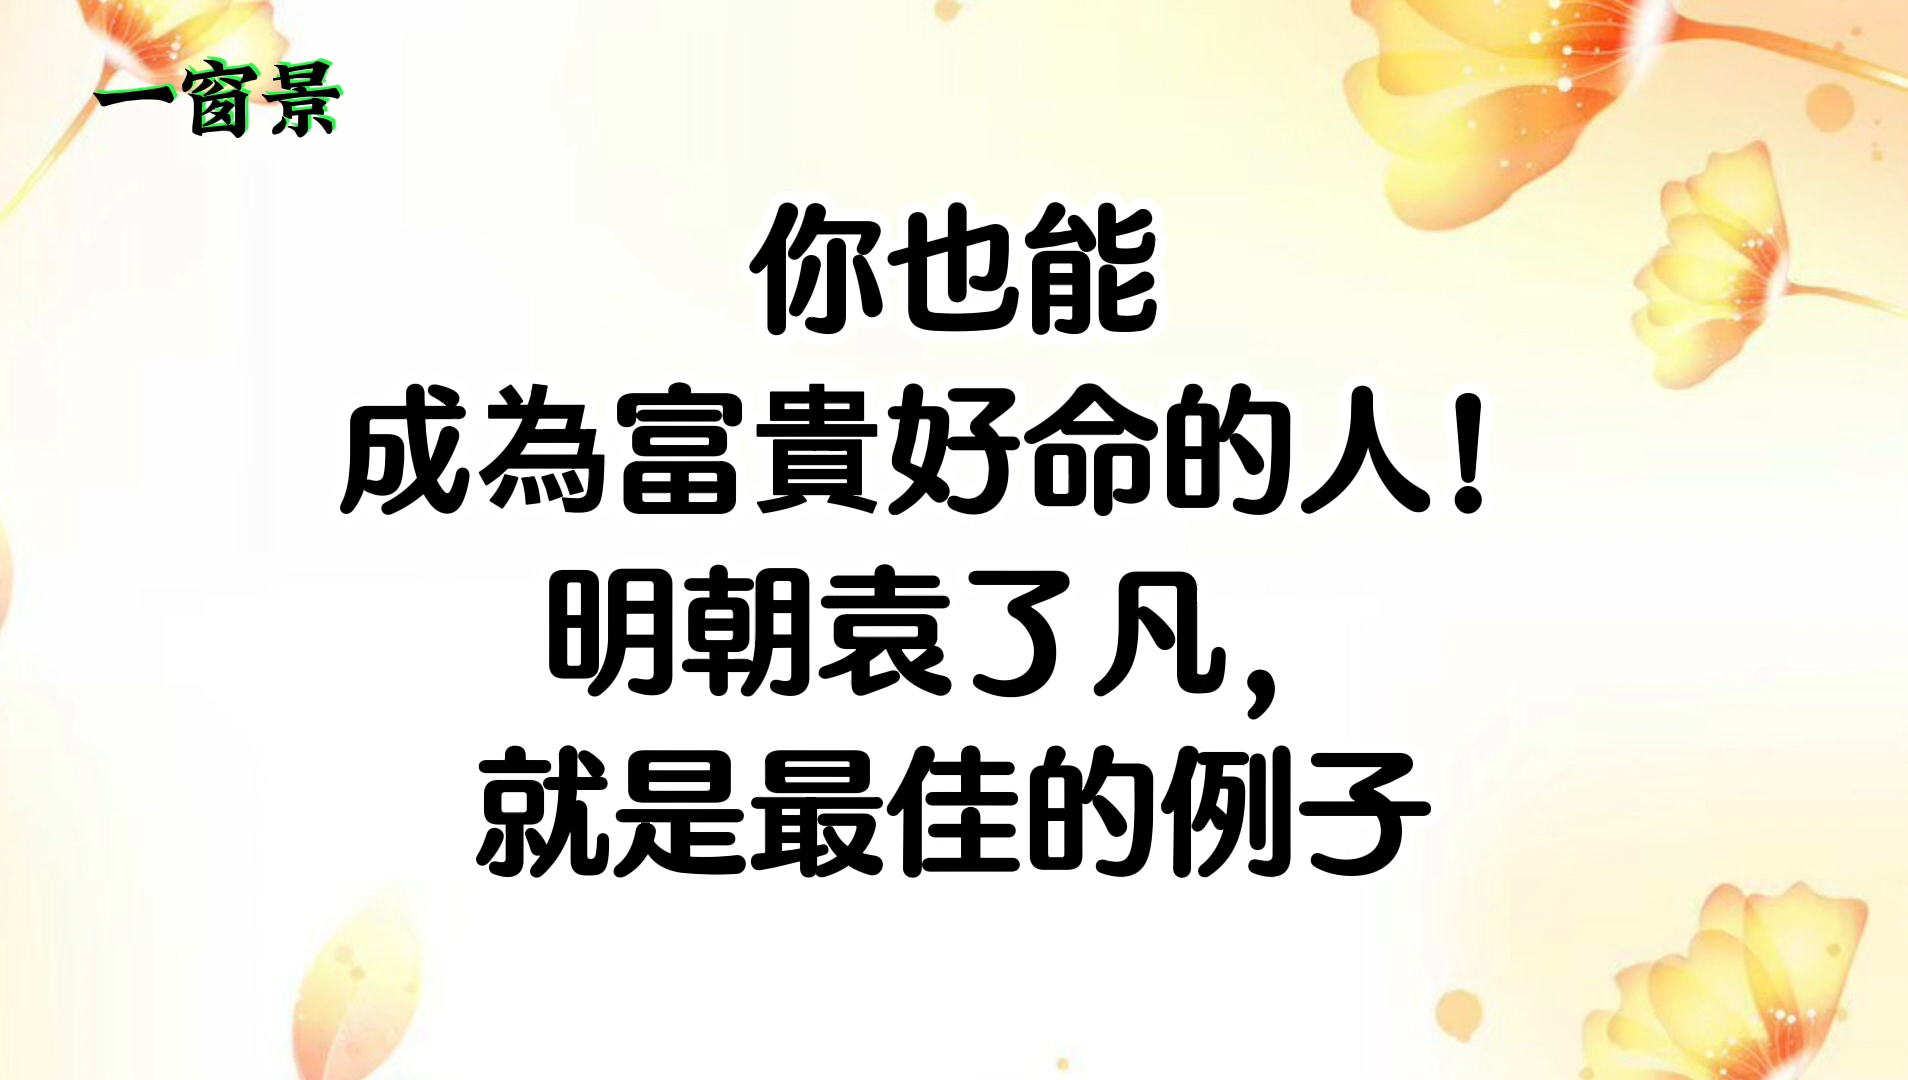 一窗景
你也能
成為富貴好命的人！
明朝袁了凡，
就是最佳的例子